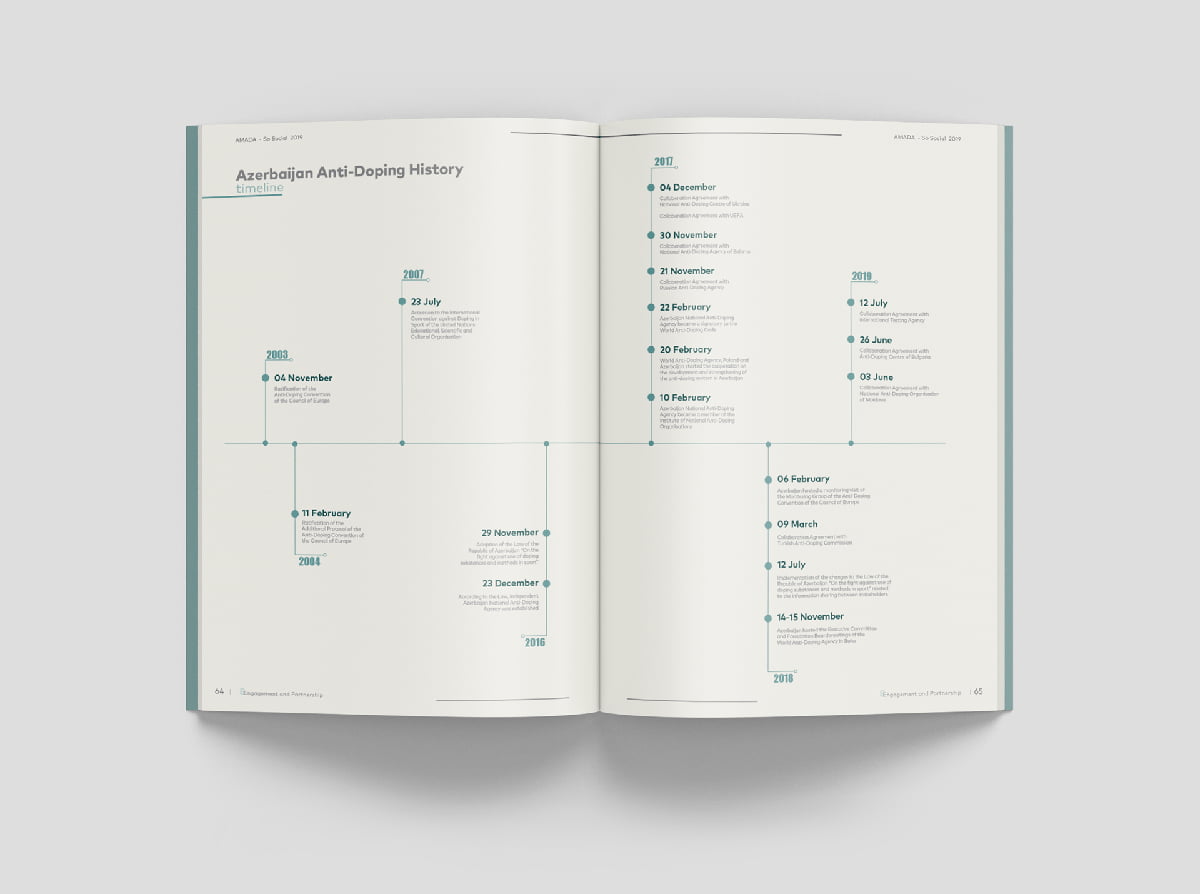 AMADA - So Social 2019
Azerbaijan Anti-Doping History
timeline
2007
23 July
Accession to the International
Convention against Doping in
Sport of the United Nations
Educational, Scientific and
Cultural Organisation
2003
04 November
Ratification of the
Anti-Doping Convention
of the Council of Europe
11 February
Ratification of the
Additional Protocol of the
Anti-Doping Convention of
the Council of Europe
2004
29 November
Adoption of the Law of the
Republic of Azerbaijan "On the
fight against use of doping
substances and methods in sport"
23 December
According to the Law, independent
Azerbaijan National Anti-Doping
Agency was established
2016
64 | Engagement and Partnership
AMADA - So Social 2019
2017
04 December
Collaboration Agreement with
National Anti-Doping Centre of Ukraine
Collaboration Agreement with UEFA
30 November
Collaboration Agreement with
National Anti-Doping Agency of Belarus
21 November
Collaboration Agreement with
Russian Anti-Doping Agency
22 February
Azerbaijan National Anti-Doping
Agency became signatory to the
World Anti-Doping Code
20 February
World Anti-Doping Agency, Poland and
Azerbaijan started the cooperation on
the development and strengthening of
the anti-doping system in Azerbaijan
10 February
Azerbaijan National Anti-Doping
Agency became a member of the
Institute of National Anti-Doping
Organisations
2019
12 July
Collaboration Agreement with
International Testing Agency
26 June
Collaboration Agreement with
Anti-Doping Centre of Bulgaria
03 June
Collaboration Agreement with
National Anti-Doping Organisation
of Moldova
06 February
Azerbaijan hosted a monitoring visit of
the Monitoring Group of the Anti-Doping
Convention of the Council of Europe
09 March
Collaboration Agreement with
Turkish Anti-Doping Commission
12 July
Implementation of the changes in the Law of the
Republic of Azerbaijan "On the fight against use of
doping substances and methods in sport" related
to the information sharing between stakeholders
14-15 November
Azerbaijan hosted the Executive Committee
and Foundation Board meetings of the
World Anti-Doping Agency in Baku
2018
Engagement and Partnership | 65